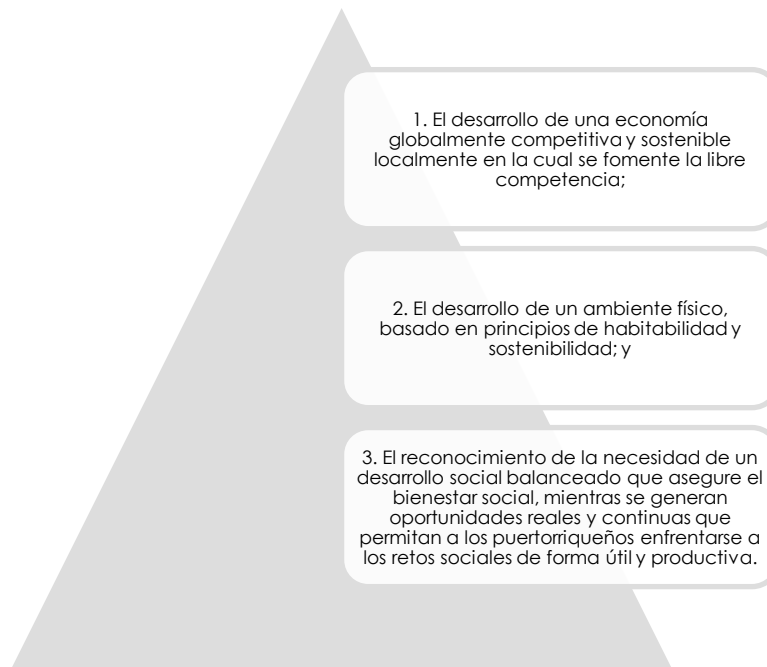 1. El desarrollo de una economía
globalmente competitiva y sostenible
localmente en la cual se fomente la libre
competencia;
2. El desarrollo de un ambiente físico,
basado en principios de habitabilidad y
sostenibilidad; y
3. El reconocimiento de la necesidad de un
desarrollo social balanceado que asegure el
bienestar social, mientras se generan
oportunidades reales y continuas que
permitan a los puertorriqueños enfrentarse a
los retos sociales de forma útil y productiva.